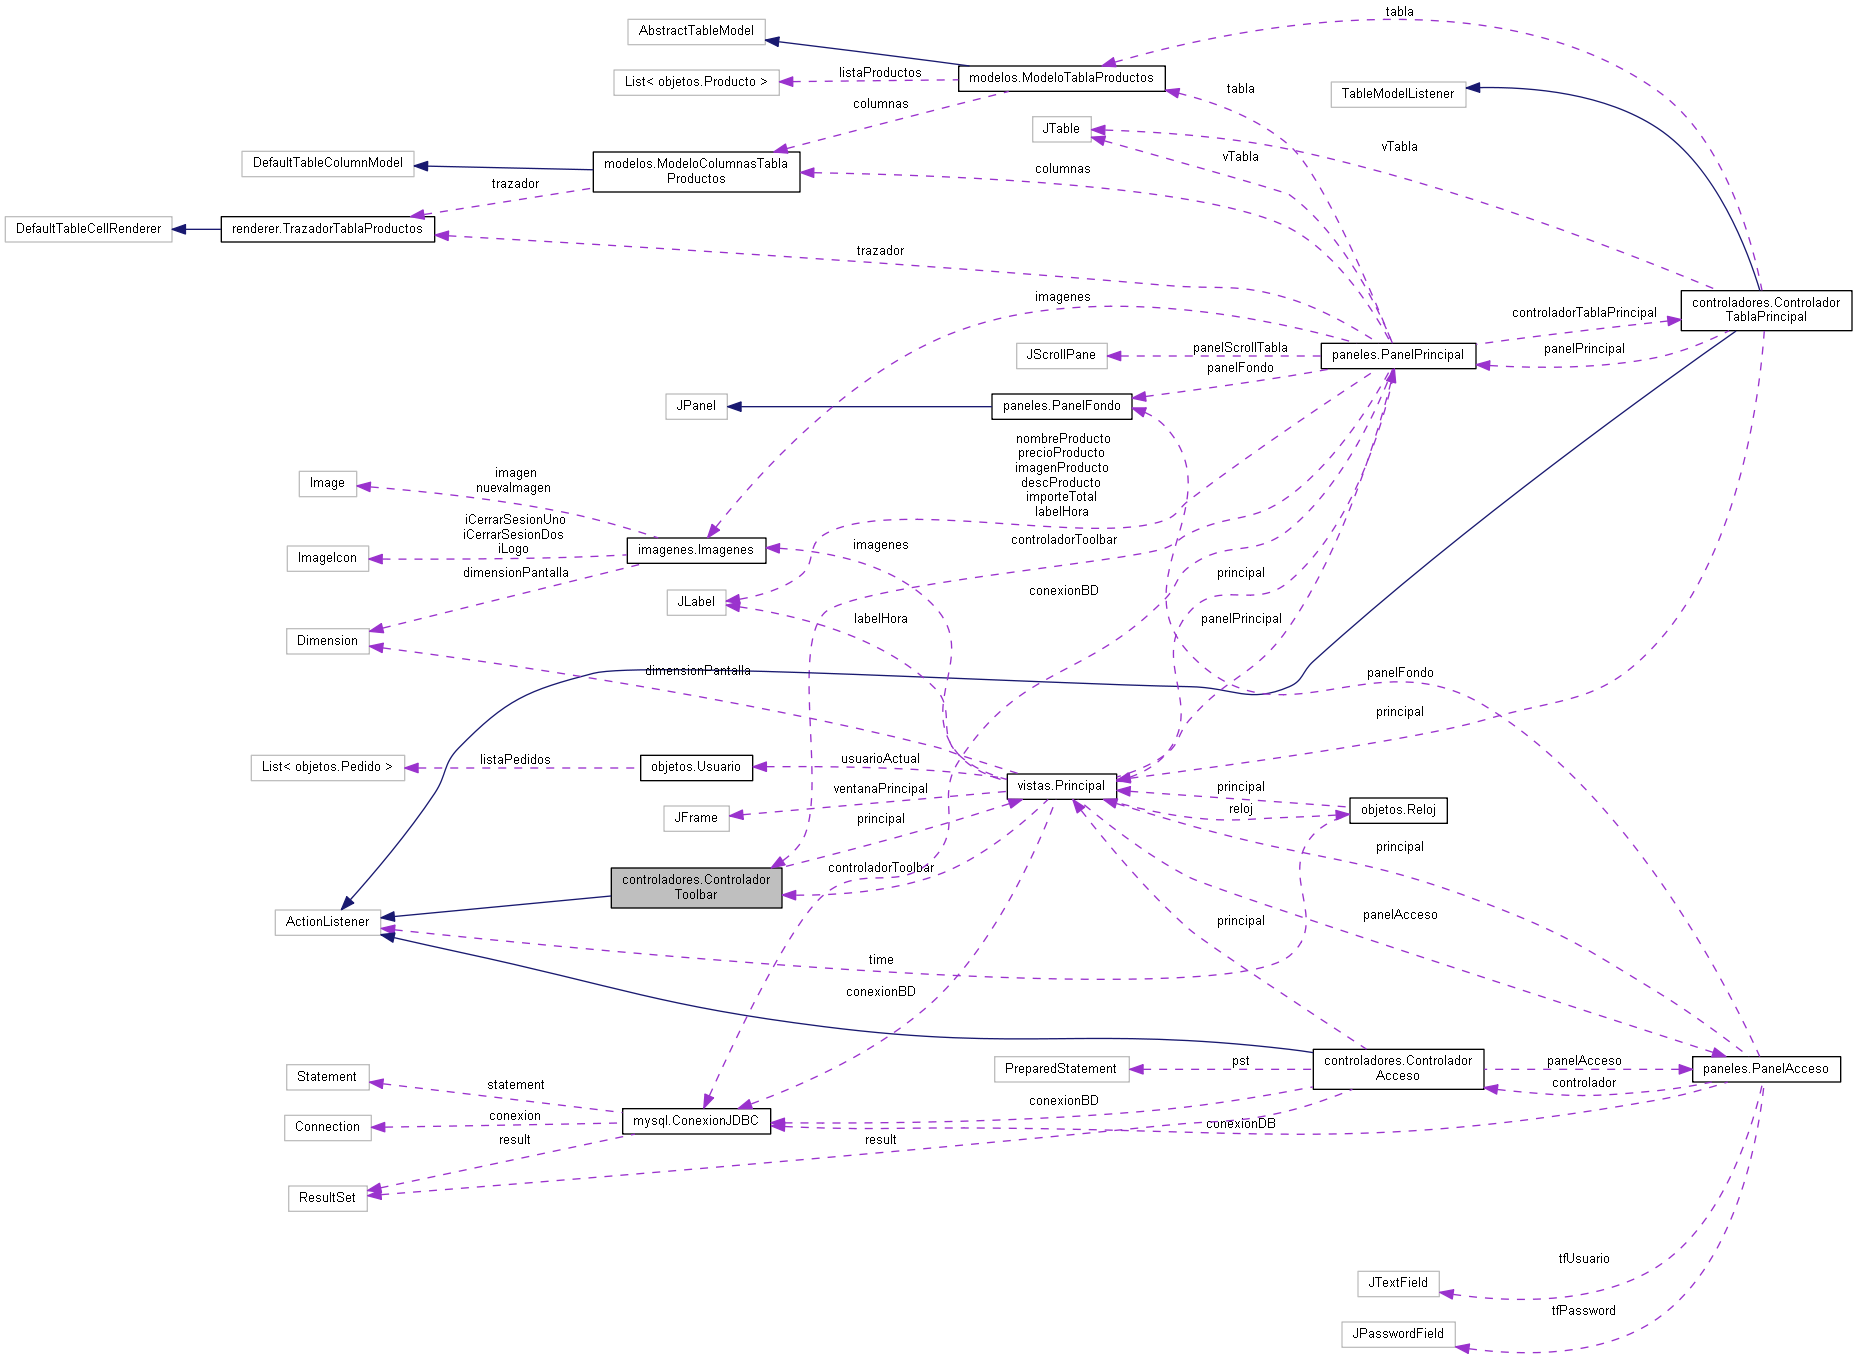 tabla
AbstractTableModel
List< objetos.Producto >
listaProductos
modelos.ModeloTablaProductos
columnas
tabla
TableModelListener
JTable
vTabla
vTabla
DefaultTableColumnModel
modelos.ModeloColumnasTabla
Productos
columnas
trazador
DefaultTableCellRenderer
renderer.TrazadorTablaProductos
trazador
imagenes
controladores.Controlador
TablaPrincipal
controladorTablaPrincipal
panelPrincipal
JScrollPane
panelScrollTabla
paneles.PanelPrincipal
panelFondo
JPanel
paneles.PanelFondo
nombreProducto
precioProducto
imagenProducto
descProducto
importeTotal
labelHora
Image
imagen
nuevaImagen
iCerrarSesionUno
iCerrarSesionDos
iLogo
ImageIcon
imagenes.Imagenes
imagenes
controladorToolbar
dimensionPantalla
principal
conexionBD
JLabel
labelHora
panelPrincipal
Dimension
dimensionPantalla
panelFondo
principal
List< objetos.Pedido >
listaPedidos
objetos.Usuario
usuarioActual
vistas.Principal
ventanaPrincipal
JFrame
principal
principal
reloj
objetos.Reloj
principal
controladores.Controlador
Toolbar
controladorToolbar
ActionListener
principal
panelAcceso
time
conexionBD
PreparedStatement
pst
controladores.Controlador
Acceso
panelAcceso
controlador
paneles.PanelAcceso
Statement
statement
conexionBD
Connection
conexion
mysql.ConexionJDBC
conexionDB
result
result
ResultSet
tfUsuario
JTextField
tfPassword
JPasswordField